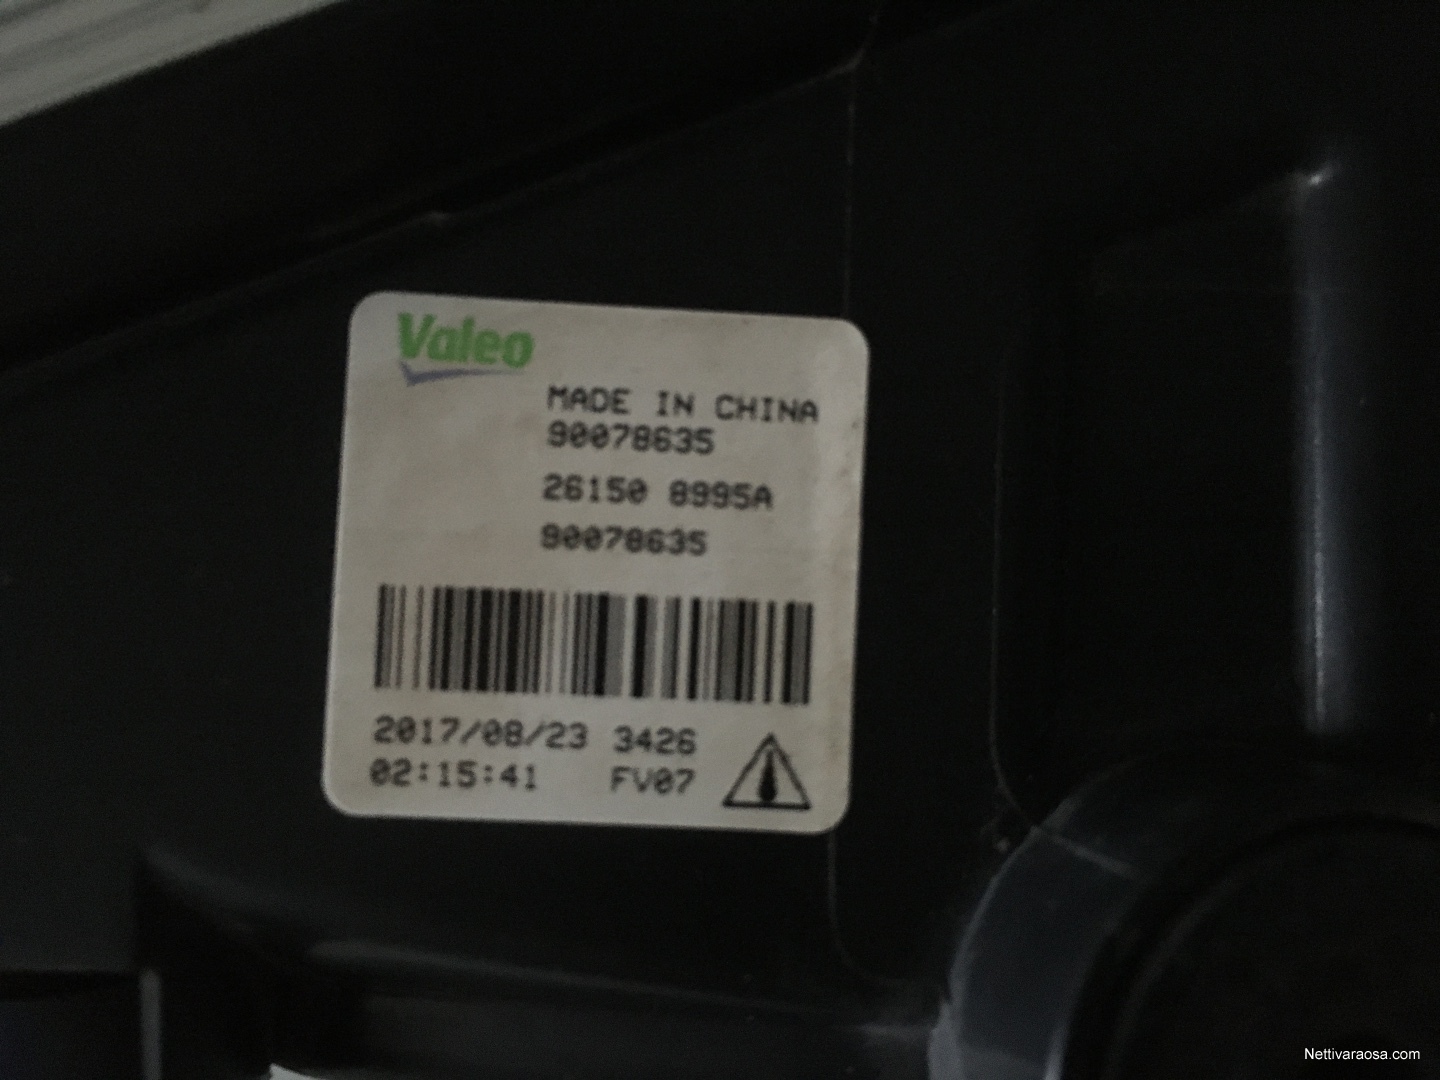 Valeo
MADE IN CHINA
90078635
26150 8995A
90078635
2017/08/23 3426
02:15:41 FV07
Nettivaraosa.com